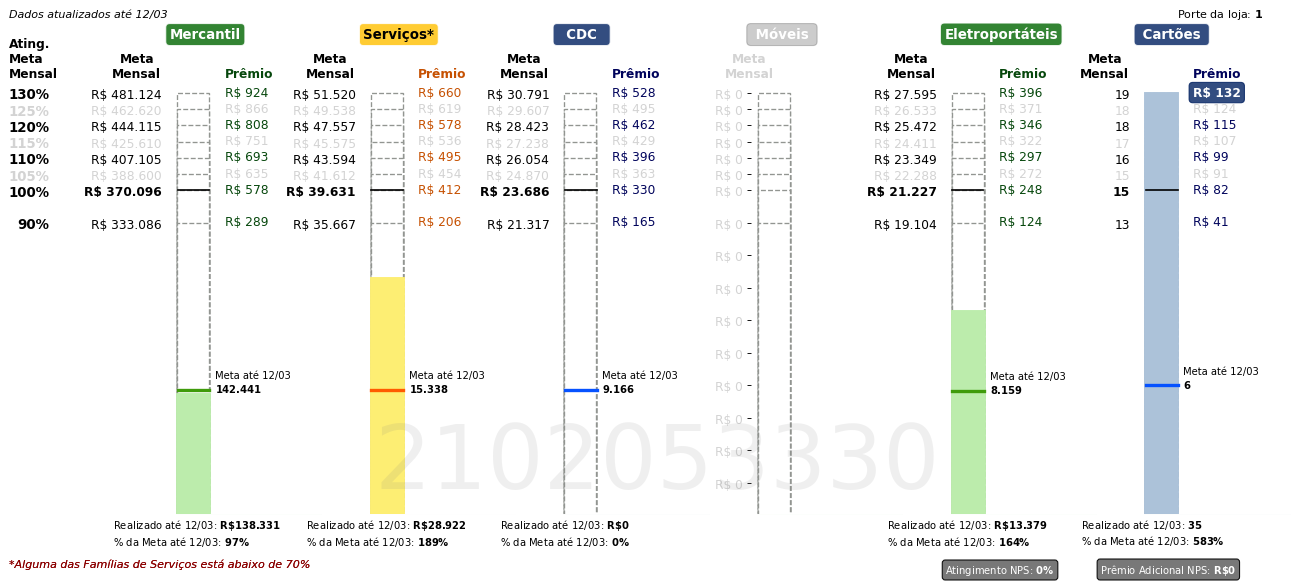 Dados atualizados até 12/03
Porte da loja: 1
Mercantil Serviços* CDC Móveis Eletroportáteis Cartões
Ating. Meta Mensal
Meta Mensal Prêmio Meta Mensal Prêmio Meta Mensal Prêmio Meta Mensal Meta Mensal Prêmio Meta Mensal Prêmio
130% R$ 481.124 R$ 924 R$ 51.520 R$ 660 R$ 30.791 R$ 528 R$ 0 R$ 27.595 R$ 396 19 R$ 132
125% R$ 462.620 R$ 866 R$ 49.538 R$ 619 R$ 29.607 R$ 495 R$ 0 R$ 26.533 R$ 371 18 R$ 124
120% R$ 444.115 R$ 808 R$ 47.557 R$ 578 R$ 28.423 R$ 462 R$ 0 R$ 25.472 R$ 346 18 R$ 115
115% R$ 425.610 R$ 751 R$ 45.575 R$ 536 R$ 27.238 R$ 429 R$ 0 R$ 24.411 R$ 322 17 R$ 107
110% R$ 407.105 R$ 693 R$ 43.594 R$ 495 R$ 26.054 R$ 396 R$ 0 R$ 23.349 R$ 297 16 R$ 99
105% R$ 388.600 R$ 635 R$ 41.612 R$ 454 R$ 24.870 R$ 363 R$ 0 R$ 22.288 R$ 272 15 R$ 91
100% R$ 370.096 R$ 578 R$ 39.631 R$ 412 R$ 23.686 R$ 330 R$ 0 R$ 21.227 R$ 248 15 R$ 82
90% R$ 333.086 R$ 289 R$ 35.667 R$ 206 R$ 21.317 R$ 165 R$ 0 R$ 19.104 R$ 124 13 R$ 41
R$ 0
R$ 0
R$ 0
R$ 0
R$ 0
R$ 0
R$ 0
R$ 0
Meta até 12/03 Meta até 12/03 Meta até 12/03 Meta até 12/03 Meta até 12/03
142.441 15.338 9.166 8.159 6
2102053330
Realizado até 12/03: R$138.331 Realizado até 12/03: R$28.922 Realizado até 12/03: R$0 Realizado até 12/03: R$13.379 Realizado até 12/03: 35
% da Meta até 12/03: 97% % da Meta até 12/03: 189% % da Meta até 12/03: 0% % da Meta até 12/03: 164% % da Meta até 12/03: 583%
*Alguma das Famílias de Serviços está abaixo de 70%
Atingimento NPS: 0% Prêmio Adicional NPS: R$0